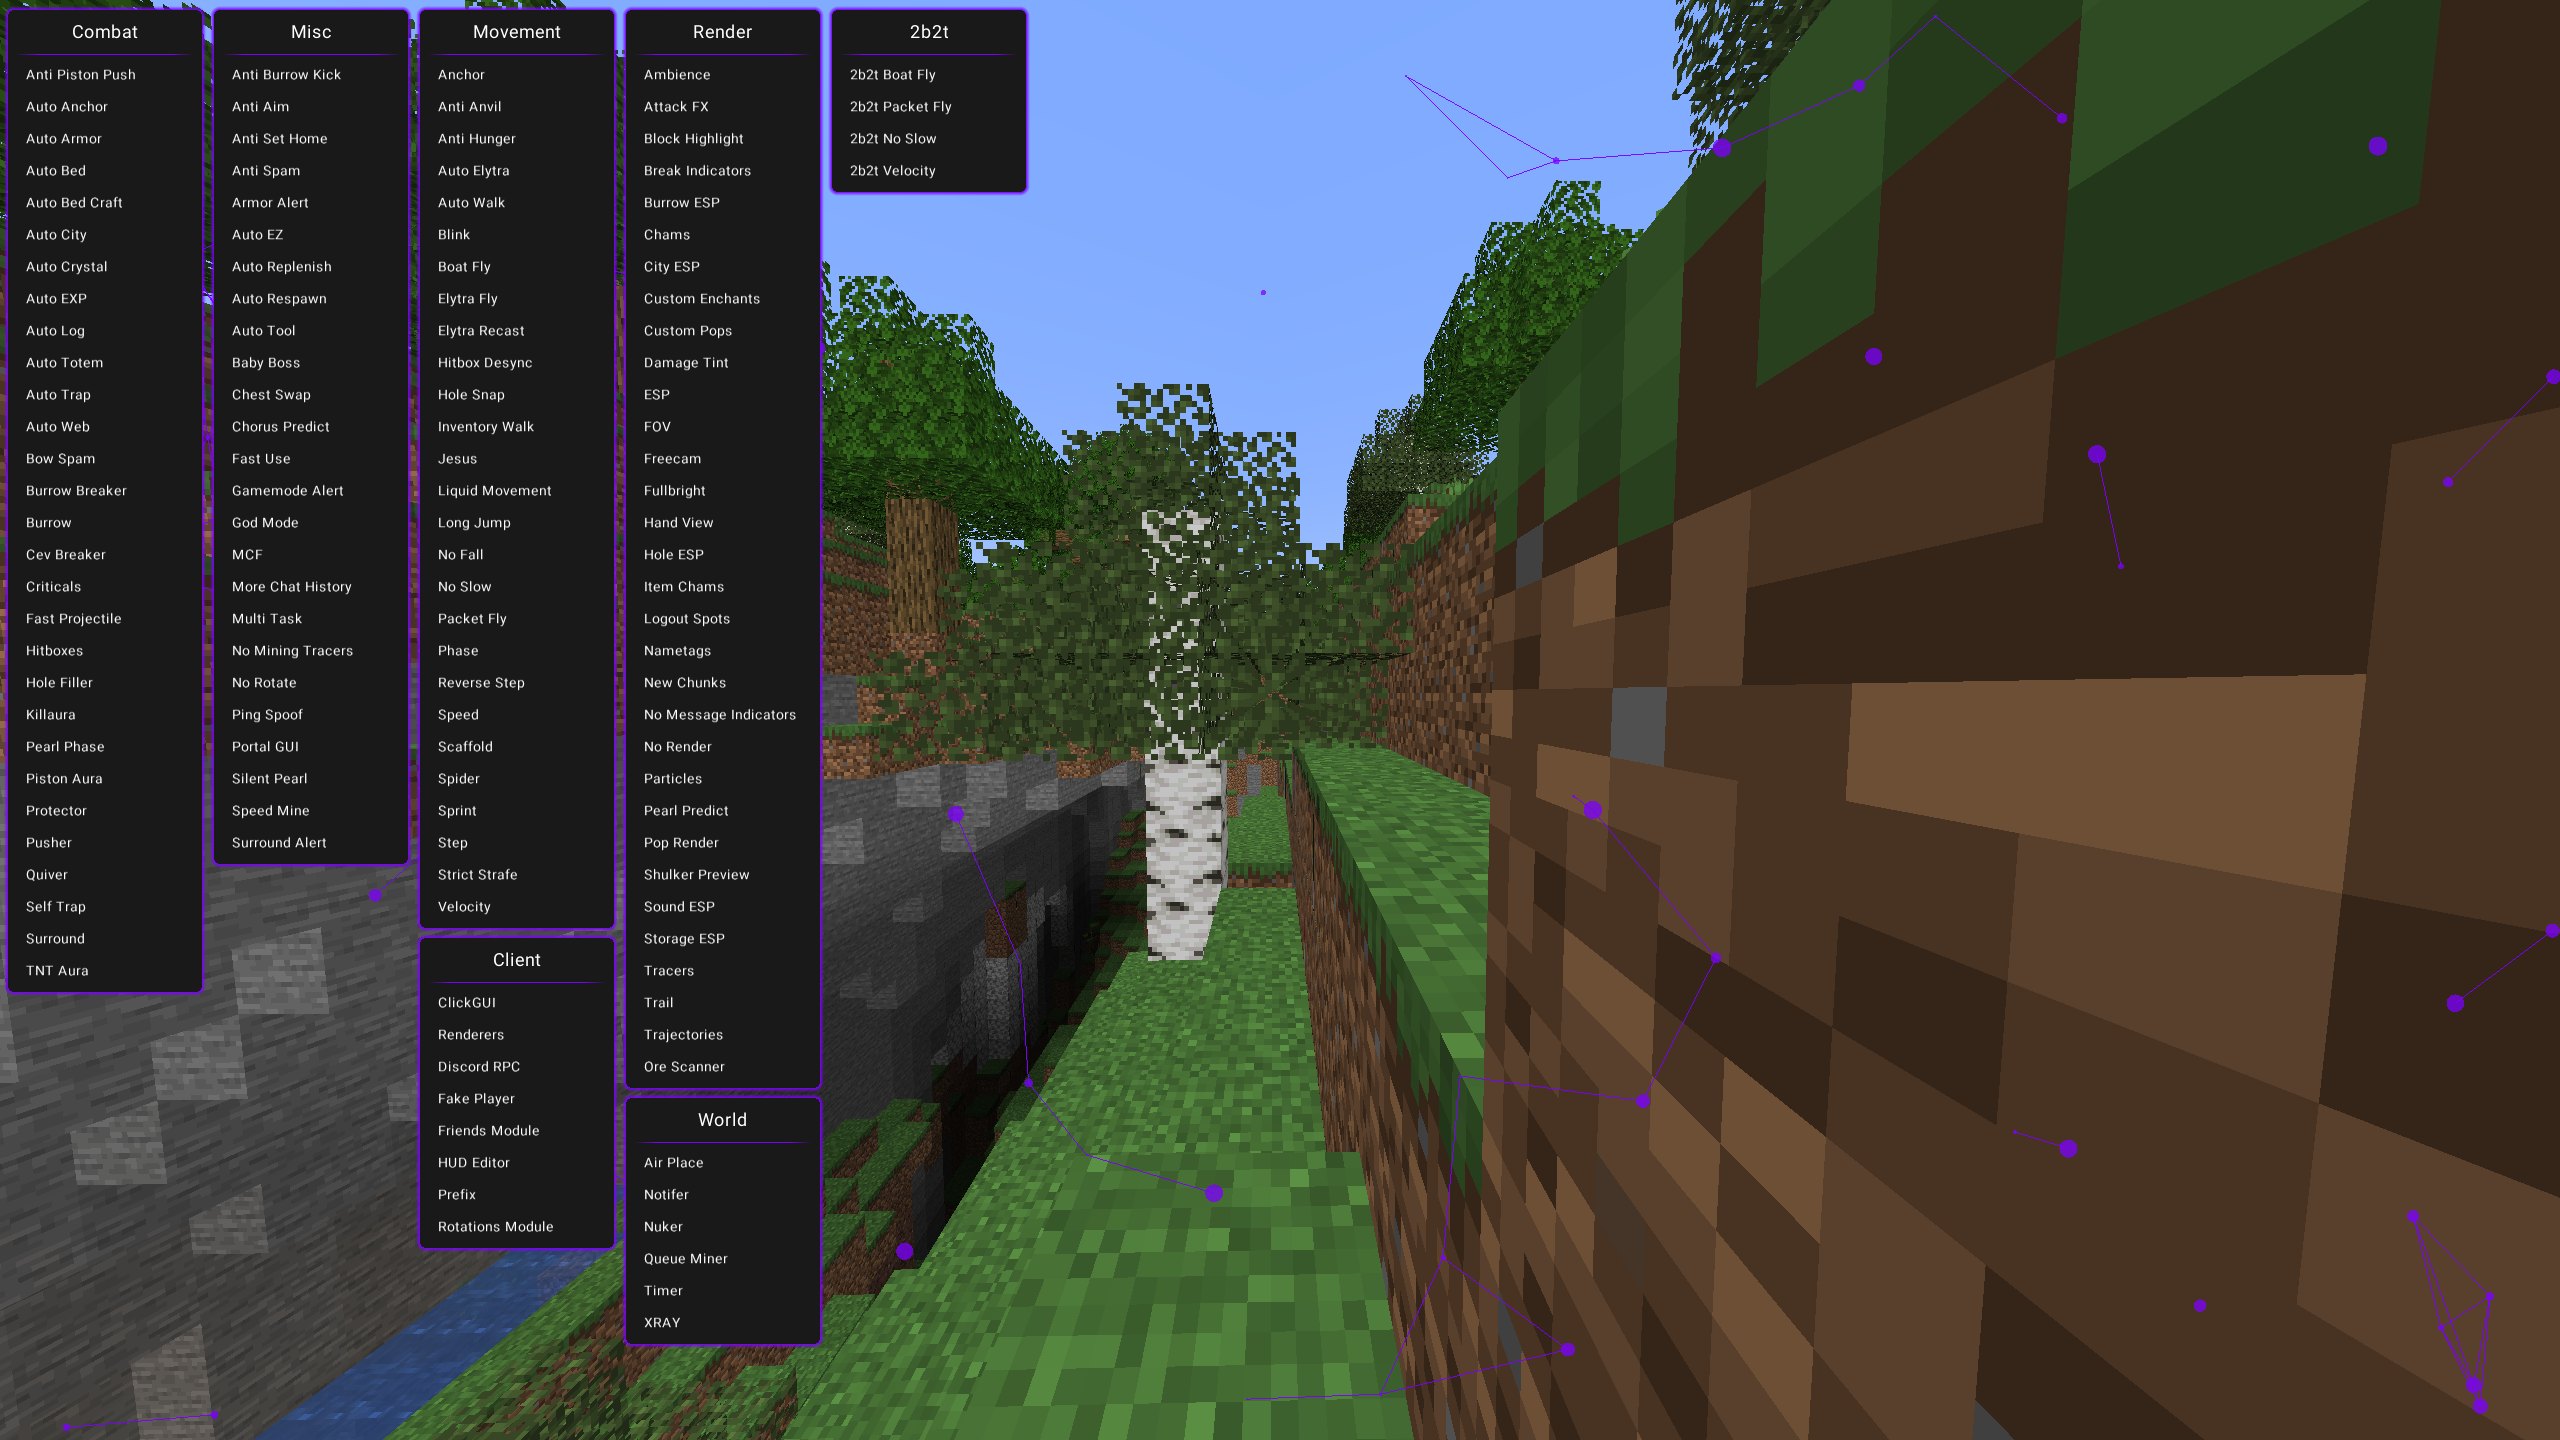 Combat
Anti Piston Push
Auto Anchor
Auto Armor
Auto Bed
Auto Bed Craft
Auto City
Auto Crystal
Auto EXP
Auto Log
Auto Totem
Auto Trap
Auto Web
Bow Spam
Burrow Breaker
Burrow
Cev Breaker
Criticals
Fast Projectile
Hitboxes
Hole Filler
Killaura
Pearl Phase
Piston Aura
Protector
Pusher
Quiver
Self Trap
Surround
TNT Aura
Misc
Anti Burrow Kick
Anti Aim
Anti Set Home
Anti Spam
Armor Alert
Auto EZ
Auto Replenish
Auto Respawn
Auto Tool
Baby Boss
Chest Swap
Chorus Predict
Fast Use
Gamemode Alert
God Mode
MCF
More Chat History
Multi Task
No Mining Tracers
No Rotate
Ping Spoof
Portal GUI
Silent Pearl
Speed Mine
Surround Alert
Movement
Anchor
Anti Anvil
Anti Hunger
Auto Elytra
Auto Walk
Blink
Boat Fly
Elytra Fly
Elytra Recast
Hitbox Desync
Hole Snap
Inventory Walk
Jesus
Liquid Movement
Long Jump
No Fall
No Slow
Packet Fly
Phase
Reverse Step
Speed
Scaffold
Spider
Sprint
Step
Strict Strafe
Velocity
Client
ClickGUI
Renderers
Discord RPC
Fake Player
Friends Module
HUD Editor
Prefix
Rotations Module
Render
Ambience
Attack FX
Block Highlight
Break Indicators
Burrow ESP
Chams
City ESP
Custom Enchants
Custom Pops
Damage Tint
ESP
FOV
Freecam
Fullbright
Hand View
Hole ESP
Item Chams
Logout Spots
Nametags
New Chunks
No Message Indicators
No Render
Particles
Pearl Predict
Pop Render
Shulker Preview
Sound ESP
Storage ESP
Tracers
Trail
Trajectories
Ore Scanner
World
Air Place
Notifer
Nuker
Queue Miner
Timer
XRAY
2b2t
2b2t Boat Fly
2b2t Packet Fly
2b2t No Slow
2b2t Velocity